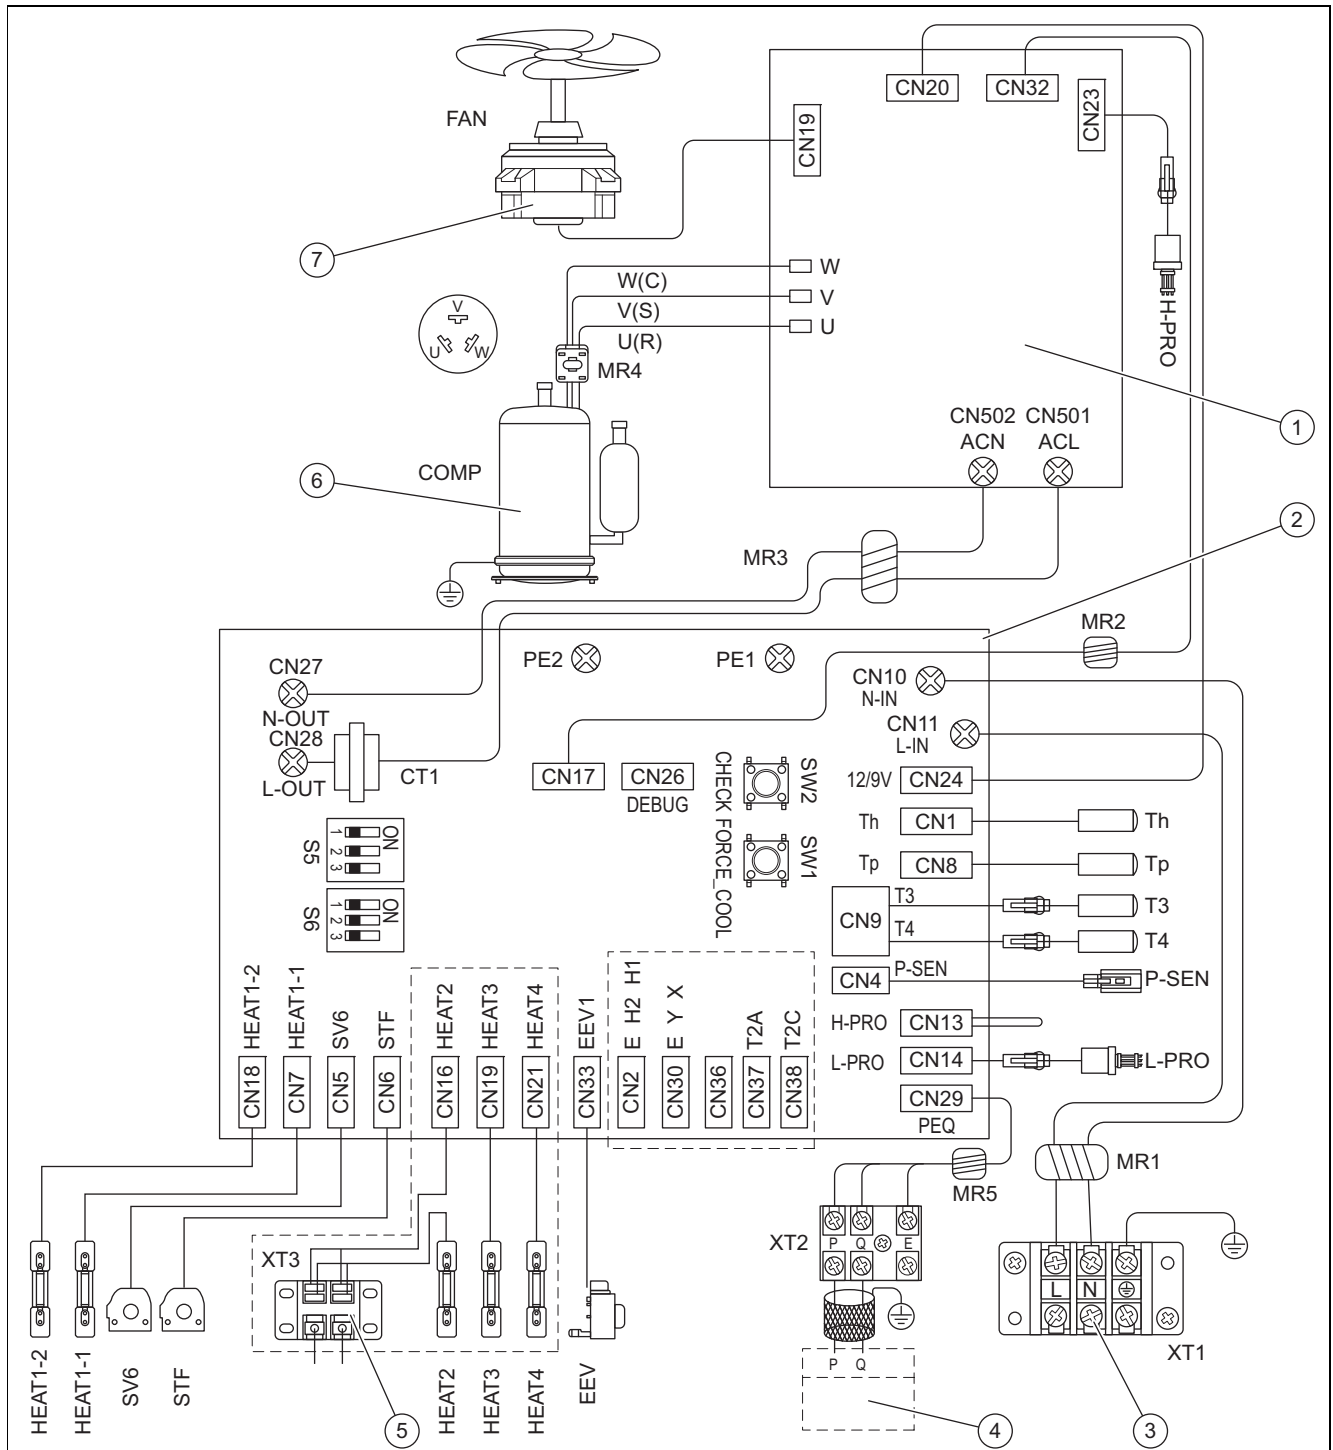 FAN
CN20
CN32
CN23
CN19
7
W
V
U
W(C)
V(S)
U(R)
V
U
W
MR4
H-PRO
1
CN502
ACN
CN501
ACL
COMP
6
2
MR3
MR2
PE2
PE1
CN27
N-OUT
CN28
L-OUT
CT1
CN10
N-IN
CN11
L-IN
CN17
CN26
DEBUG
CHECK FORCE_COOL
SW2
SW1
12/9V
CN24
Th
CN1
Th
Tp
CN8
Tp
S5
1
2
3
ON
S6
1
2
3
ON
CN9
T3
T3
T4
T4
CN4
P-SEN
P-SEN
H-PRO
CN13
L-PRO
CN14
L-PRO
CN29
PEQ
HEAT1-2
HEAT1-1
SV6
STF
HEAT2
HEAT3
HEAT4
EEV1
E H2 H1
E Y X
T2A
T2C
CN18
CN7
CN5
CN6
CN16
CN19
CN21
CN33
CN2
CN30
CN36
CN37
CN38
MR5
MR1
XT2
P
Q
E
XT3
L
N
XT1
P
Q
HEAT1-2
HEAT1-1
SV6
STF
5
HEAT2
HEAT3
HEAT4
EEV
4
3